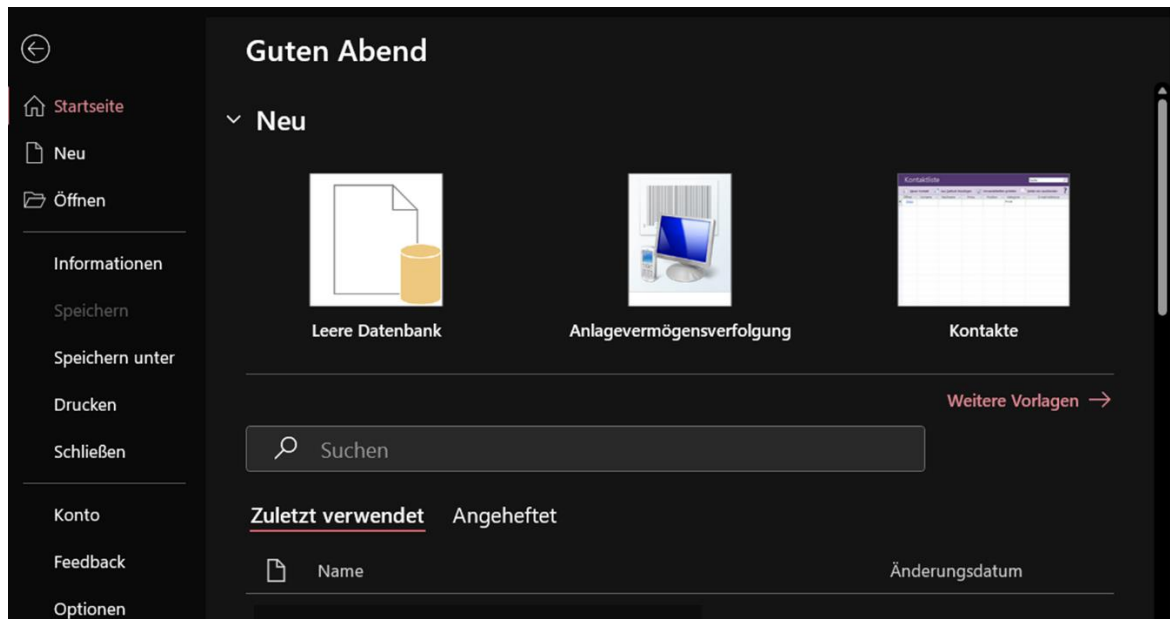 Guten Abend
Startseite
Neu
Öffnen
Informationen
Speichern
Speichern unter
Drucken
Schließen
Konto
Feedback
Optionen
Neu
Leere Datenbank
Anlagevermögensverfolgung
Kontaktliste
Kontakte
Weitere Vorlagen
Suchen
Zuletzt verwendet Angeheftet
Name Änderungsdatum